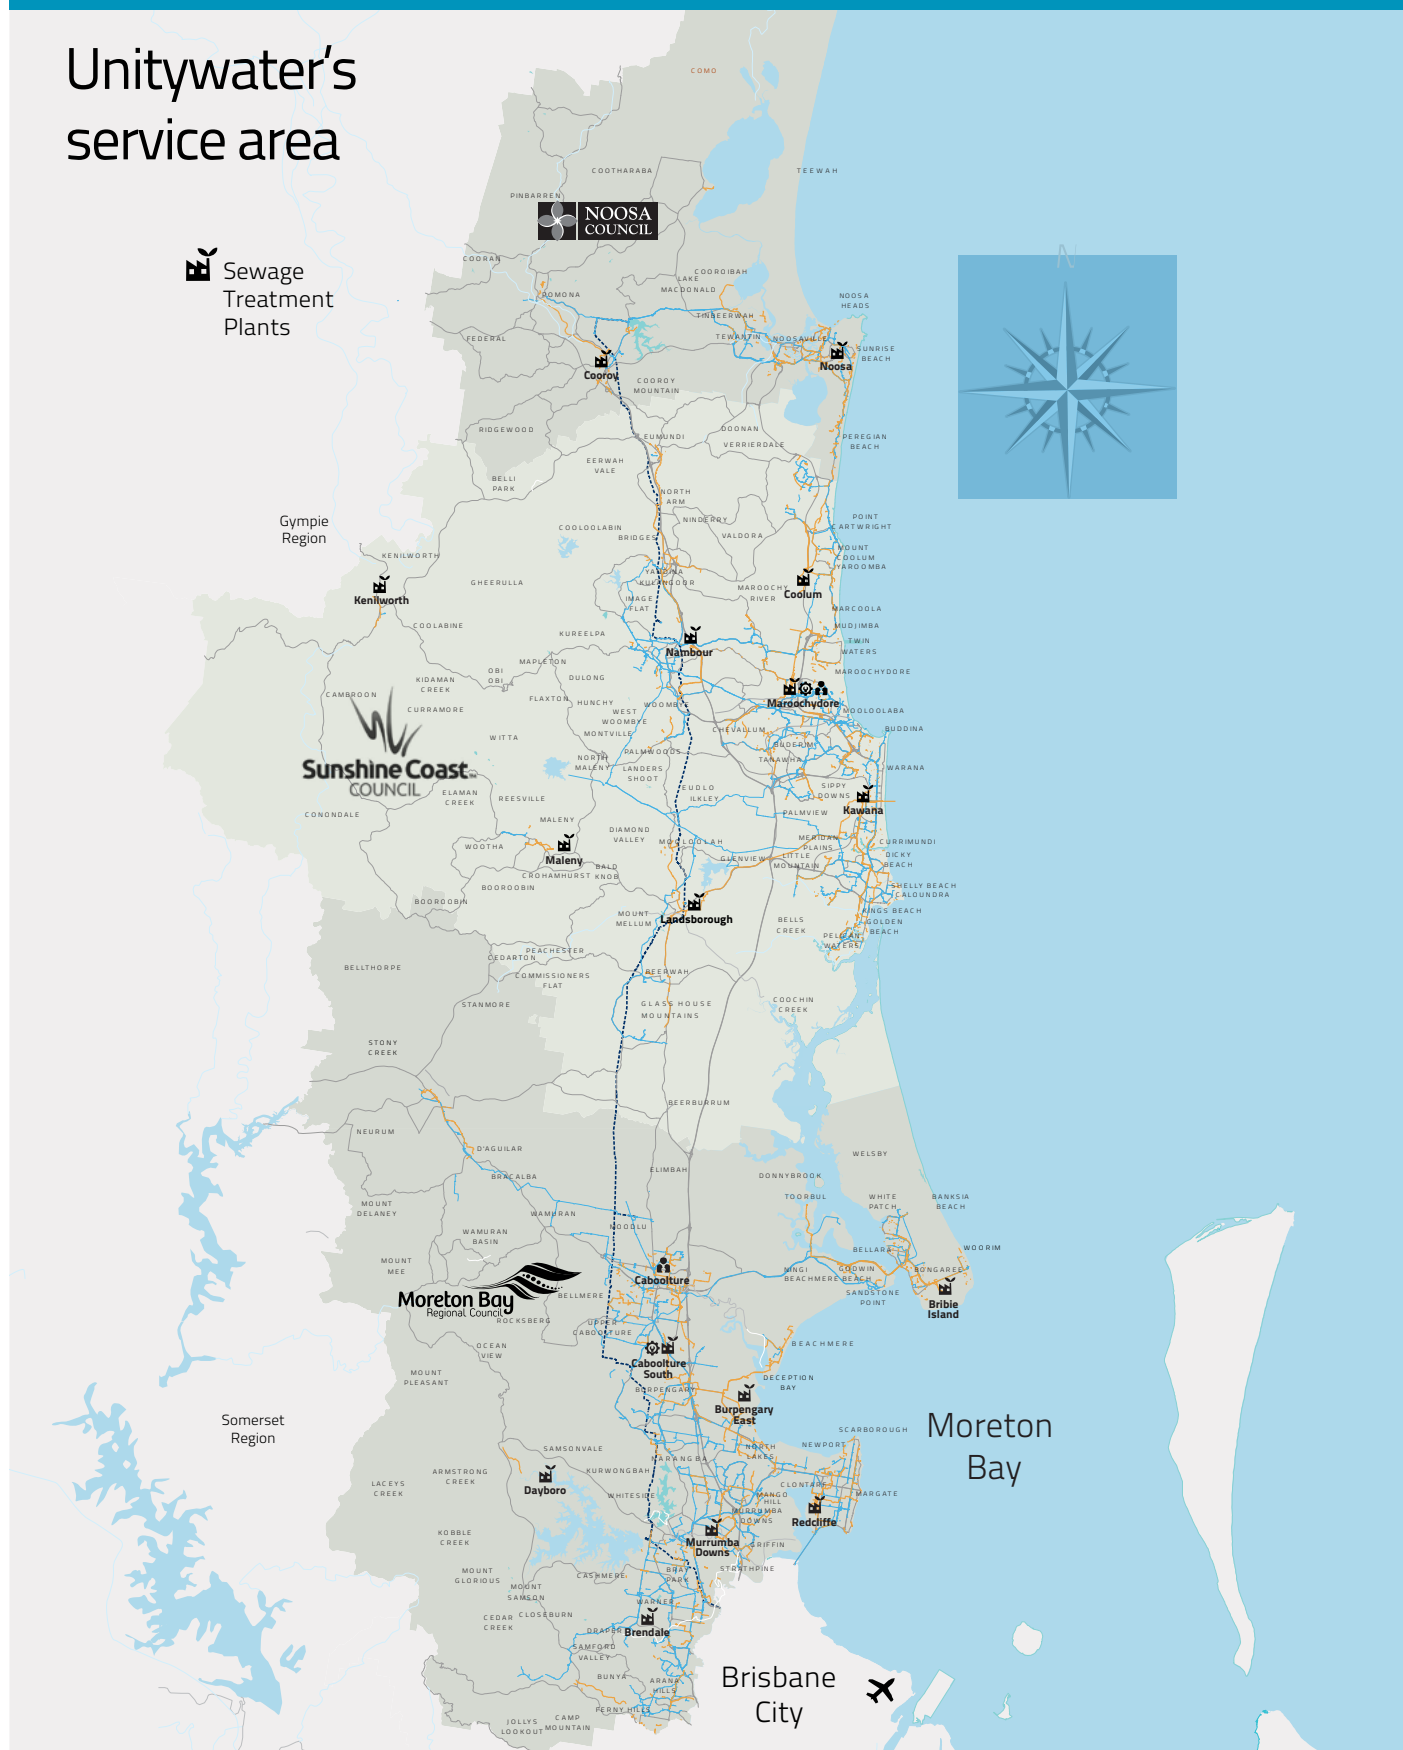 Unitywater's
service area
Sewage
Treatment
Plants
COMO
TEEWAH
COOTHARABA
PINBARREN
NOOSA
COUNCIL
N
COORAN
COOROIBAH
LAKE
MACDONALD
POMONA
NOOSA
HEADS
TINBEERWAH
TEWANTIN
NOOSAVILLE
FEDERAL
SUNRISE
BEACH
Noosa
Cooroy
COOROY
MOUNTAIN
RIDGEWOOD
DOONAN
EUMUNDI
VERRIERDALE
PEREGIAN
BEACH
EERWAH
VALE
BELLI
PARK
NORTH
ARM
Gympie
Region
POINT
CARTWRIGHT
NINDERRY
COOLOOLABIN
BRIDGES
VALDORA
MOUNT
COOLUM
YAROOMBA
KENILWORTH
YANDINA
GHEERULLA
KULANGOOR
MAROOCHY
RIVER
Coolum
Kenilworth
IMAGE
FLAT
MARCOOLA
COOLABINE
MUDJIMBA
KUREELPA
TWIN
WATERS
Nambour
MAPLETON
OBI
OBI
MAROOCHYDORE
KIDAMAN
CREEK
DULONG
CAMBROON
FLAXTON
HUNCHY
WOOMBYE
Maroochydore
CURRAMORE
WEST
WOOMBYE
MOOLOOLABA
MONTVILLE
CHEVALLUM
BUDDINA
WITTA
BUDERIM
PALMWOODS
NORTH
MALENY
TANAWHA
LANDERS
SHOOT
WARANA
Sunshine Coast
COUNCIL
EUDLO
ILKLEY
SIPPY
DOWNS
ELAMAN
CREEK
REESVILLE
Kawana
CONONDALE
PALMVIEW
MALENY
DIAMOND
VALLEY
MERIDAN
PLAINS
MOOLOOLAH
CURRIMUNDI
WOOTHA
Maleny
GLENVIEW
LITTLE
MOUNTAIN
DICKY
BEACH
BALD
KNOB
CROHAMHURST
BOOROOBIN
SHELLY BEACH
CALOUNDRA
BOOROOBIN
MOUNT
MELLUM
Landsborough
BELLS
CREEK
KINGS BEACH
GOLDEN
BEACH
PELICAN
WATERS
PEACHESTER
CEDARTON
BELLTHORPE
COMMISSIONERS
FLAT
BEERWAH
STANMORE
GLASS HOUSE
MOUNTAINS
COOCHIN
CREEK
STONY
CREEK
BEERBURRUM
NEURUM
D'AGUILAR
WELSBY
BRACALBA
ELIMBAH
DONNYBROOK
TOORBUL
WHITE
PATCH
BANKSIA
BEACH
MOUNT
DELANEY
WAMURAN
MOODLU
WAMURAN
BASIN
BELLARA
WOORIM
MOUNT
MEE
Caboolture
NINGI
GODWIN
BEACHMERE BEACH
BONGAREE
SANDSTONE
POINT
Bribie
Island
Moreton Bay
Regional Council
BELLMERE
ROCKSBERG
UPPER
CABOOLTURE
BEACHMERE
OCEAN
VIEW
Caboolture
South
MOUNT
PLEASANT
DECEPTION
BAY
BURPENGARY
Burpengary
East
Somerset
Region
Moreton
Bay
SCARBOROUGH
NEWPORT
SAMSONVALE
NORTH
LAKES
NARANGBA
KURWONGBAH
ARMSTRONG
CREEK
LACEYS
CREEK
Dayboro
CLONTARF
WHITESIDE
MANGO
HILL
MARGATE
MURRUMBA
DOWNS
Redcliffe
KOBBLE
CREEK
Murrumba
Downs
GRIFFIN
STRATHPINE
BRAY
PARK
CASHMERE
MOUNT
GLORIOUS
MOUNT
SAMSON
WARNER
CEDAR
CREEK
CLOSEBURN
DRAPER
Brendale
SAMFORD
VALLEY
BUNYA
ARANA
HILLS
Brisbane
City
FERNY HILLS
CAMP
MOUNTAIN
JOLLYS
LOOKOUT